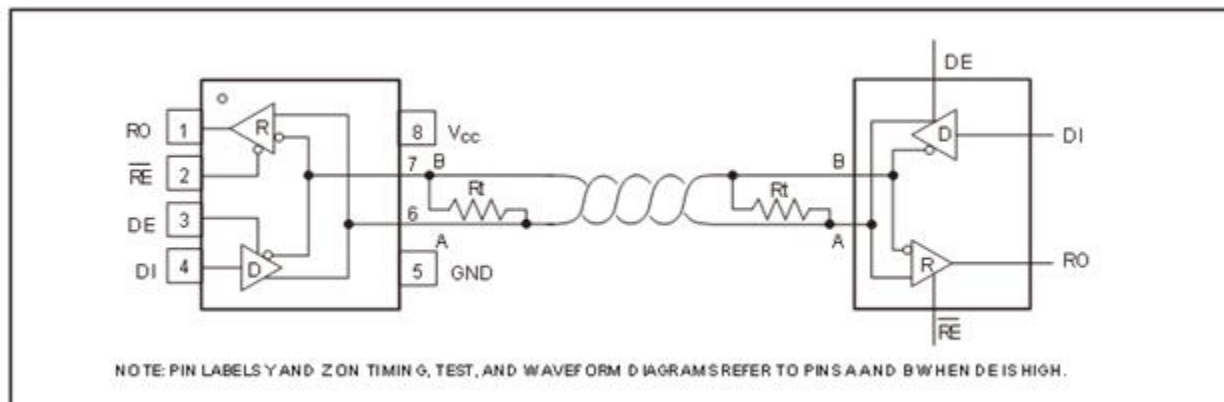 DE
RO 1
8 Vcc
RE 2
7 B
Rt
DE 3
6
A
DI 4
5 GND
R
D
B
Rt
A
D
DI
R
RO
RE
NOTE: PIN LABELS Y AND Z ON TIMING, TEST, AND WAVEFORM DIAGRAMS REFER TO PINS A AND B WHEN DE IS HIGH.